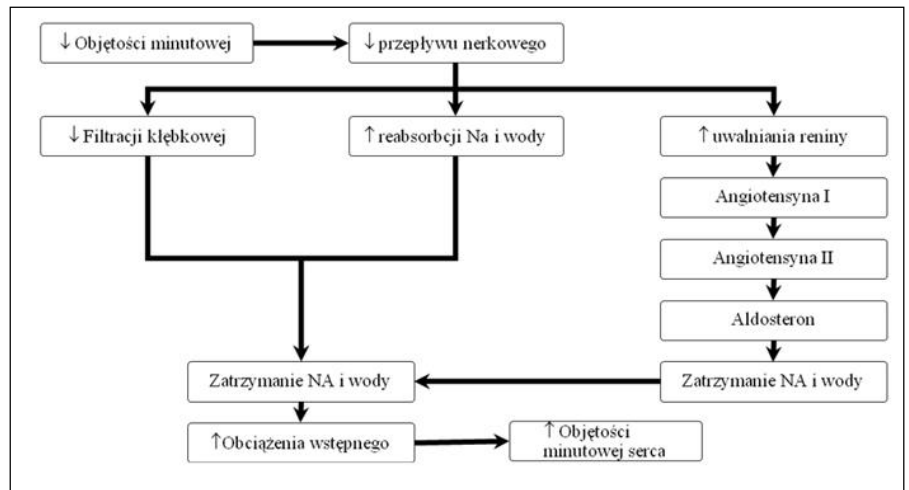 ↓ Objętości minutowej
↓ przepływu nerkowego
↓ Filtracji kłębkowej
↑ reabsorbcji Na i wody
↑ uwalniania reniny
Angiotensyna I
Angiotensyna II
Aldosteron
Zatrzymanie NA i wody
Zatrzymanie NA i wody
↑Obciążenia wstępnego
↑ Objętości
minutowej serca